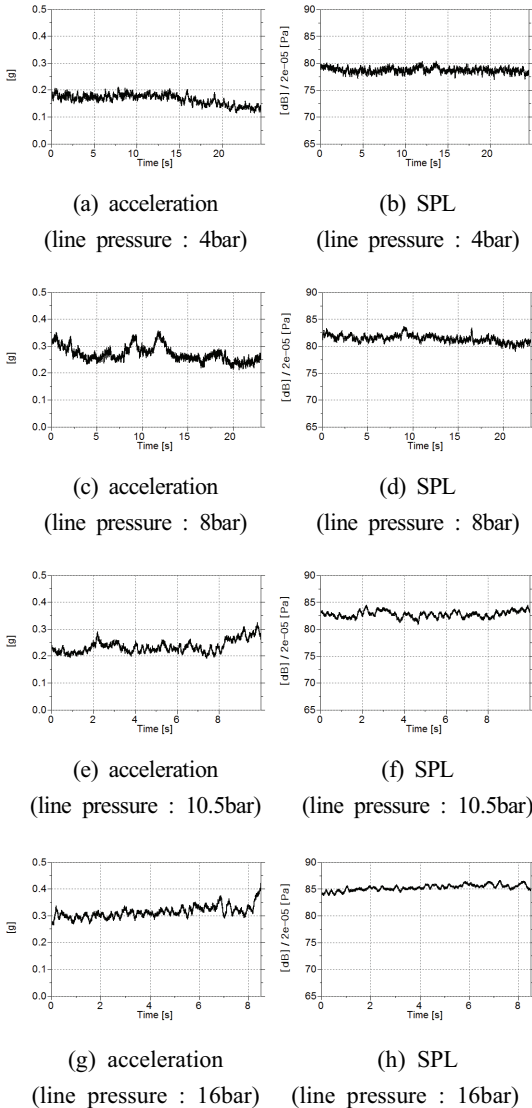 0.5
0.4
0.3
0.2
0.1
0.0
[g]
0 5 10 15 20
Time [s]
90
85
80
75
70
65
[dB] / 2e-05 [Pa]
0 5 10 15 20
Time [s]
(a) acceleration
(line pressure : 4bar)
(b) SPL
(line pressure : 4bar)
0.5
0.4
0.3
0.2
0.1
0.0
[g]
0 5 10 15 20
Time [s]
90
85
80
75
70
65
[dB] / 2e-05 [Pa]
0 5 10 15 20
Time [s]
(c) acceleration
(line pressure : 8bar)
(d) SPL
(line pressure : 8bar)
0.5
0.4
0.3
0.2
0.1
0.0
[g]
0 2 4 6 8
Time [s]
90
85
80
75
70
65
[dB] / 2e-05 [Pa]
0 2 4 6 8
Time [s]
(e) acceleration
(line pressure : 10.5bar)
(f) SPL
(line pressure : 10.5bar)
0.5
0.4
0.3
0.2
0.1
0.0
[g]
0 2 4 6 8
Time [s]
90
85
80
75
70
65
[dB] / 2e-05 [Pa]
0 2 4 6 8
Time [s]
(g) acceleration
(line pressure : 16bar)
(h) SPL
(line pressure : 16bar)